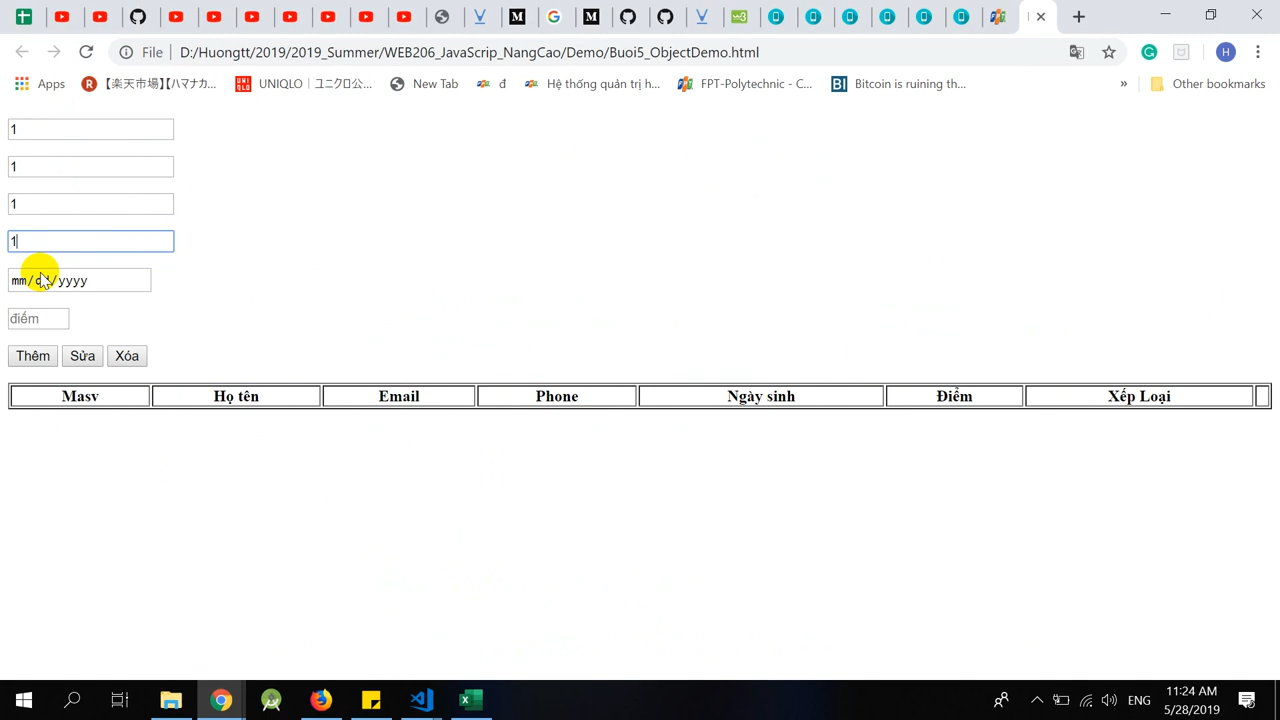 File
D:/Huongtt/2019/2019_Summer/WEB206_JavaScrip_NangCao/Demo/Buoi5_ObjectDemo.html
H
Apps
R
【楽天市場】【ハマナカ...
UNIQLO｜ユニクロ公...
New Tab
đ
Hệ thống quản trị h...
FPT-Polytechnic - C...
BI
Bitcoin is ruining th...
»
Other bookmarks
1
1
1
1
mm/dd/yyyy
điểm
Thêm Sửa Xóa
Masv Họ tên Email Phone Ngày sinh Điểm Xếp Loại
ENG
11:24 AM
5/28/2019